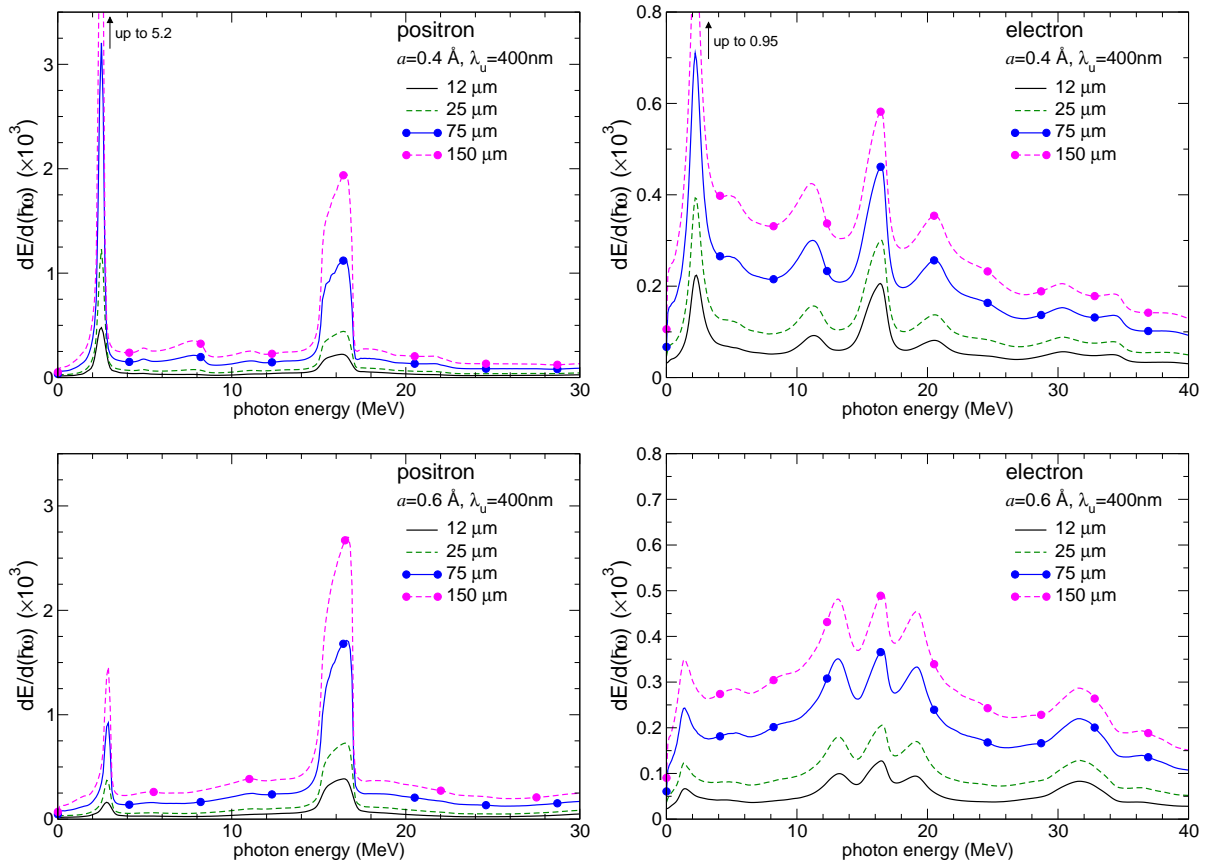 up to 5.2
positron
a=0.4 Å, λu=400nm
12 μm
25 μm
75 μm
150 μm
dE/d(ħω) (×10³)
3
2
1
0
0 10 20 30
photon energy (MeV)
up to 0.95
electron
a=0.4 Å, λu=400nm
12 μm
25 μm
75 μm
150 μm
dE/d(ħω) (×10³)
0.8
0.6
0.4
0.2
0
0 10 20 30 40
photon energy (MeV)
positron
a=0.6 Å, λu=400nm
12 μm
25 μm
75 μm
150 μm
dE/d(ħω) (×10³)
3
2
1
0
0 10 20 30
photon energy (MeV)
electron
a=0.6 Å, λu=400nm
12 μm
25 μm
75 μm
150 μm
dE/d(ħω) (×10³)
0.8
0.7
0.6
0.5
0.4
0.3
0.2
0.1
0
0 10 20 30 40
photon energy (MeV)